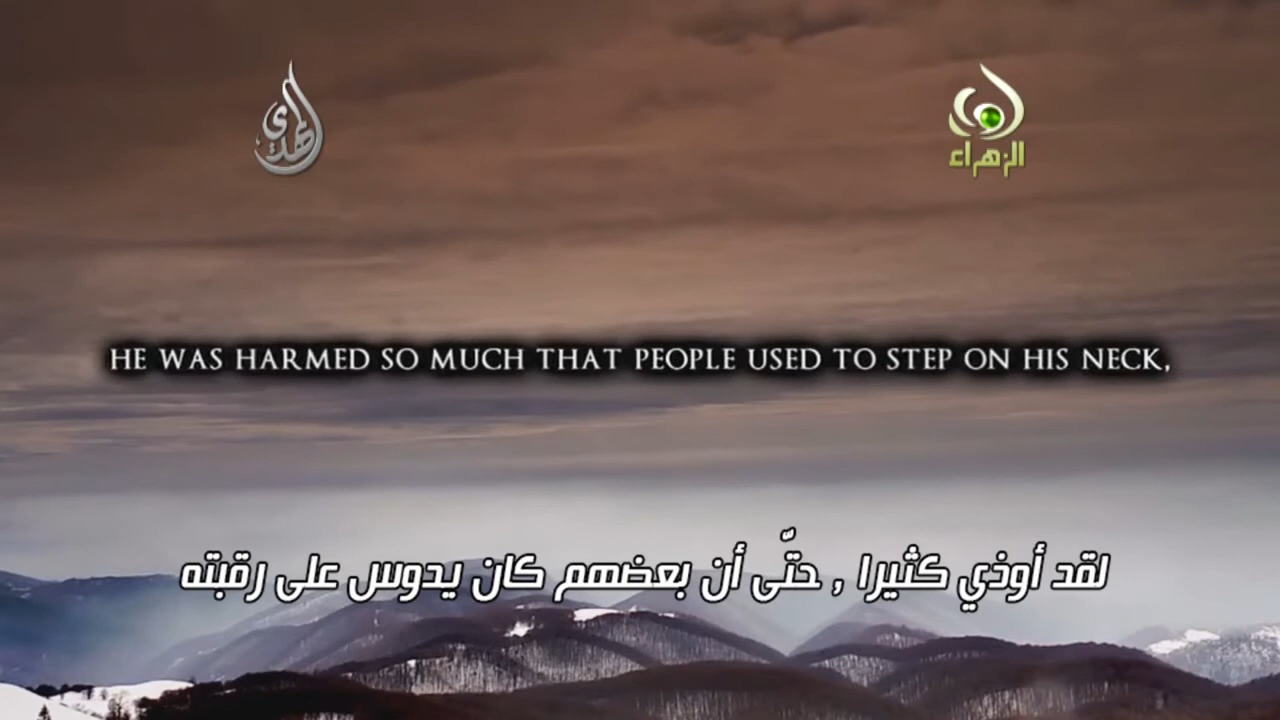 المهدي
الزهراء
HE WAS HARMED SO MUCH THAT PEOPLE USED TO STEP ON HIS NECK,
لقد أوذي كثيرا , حتّى أن بعضهم كان يدوس على رقبته